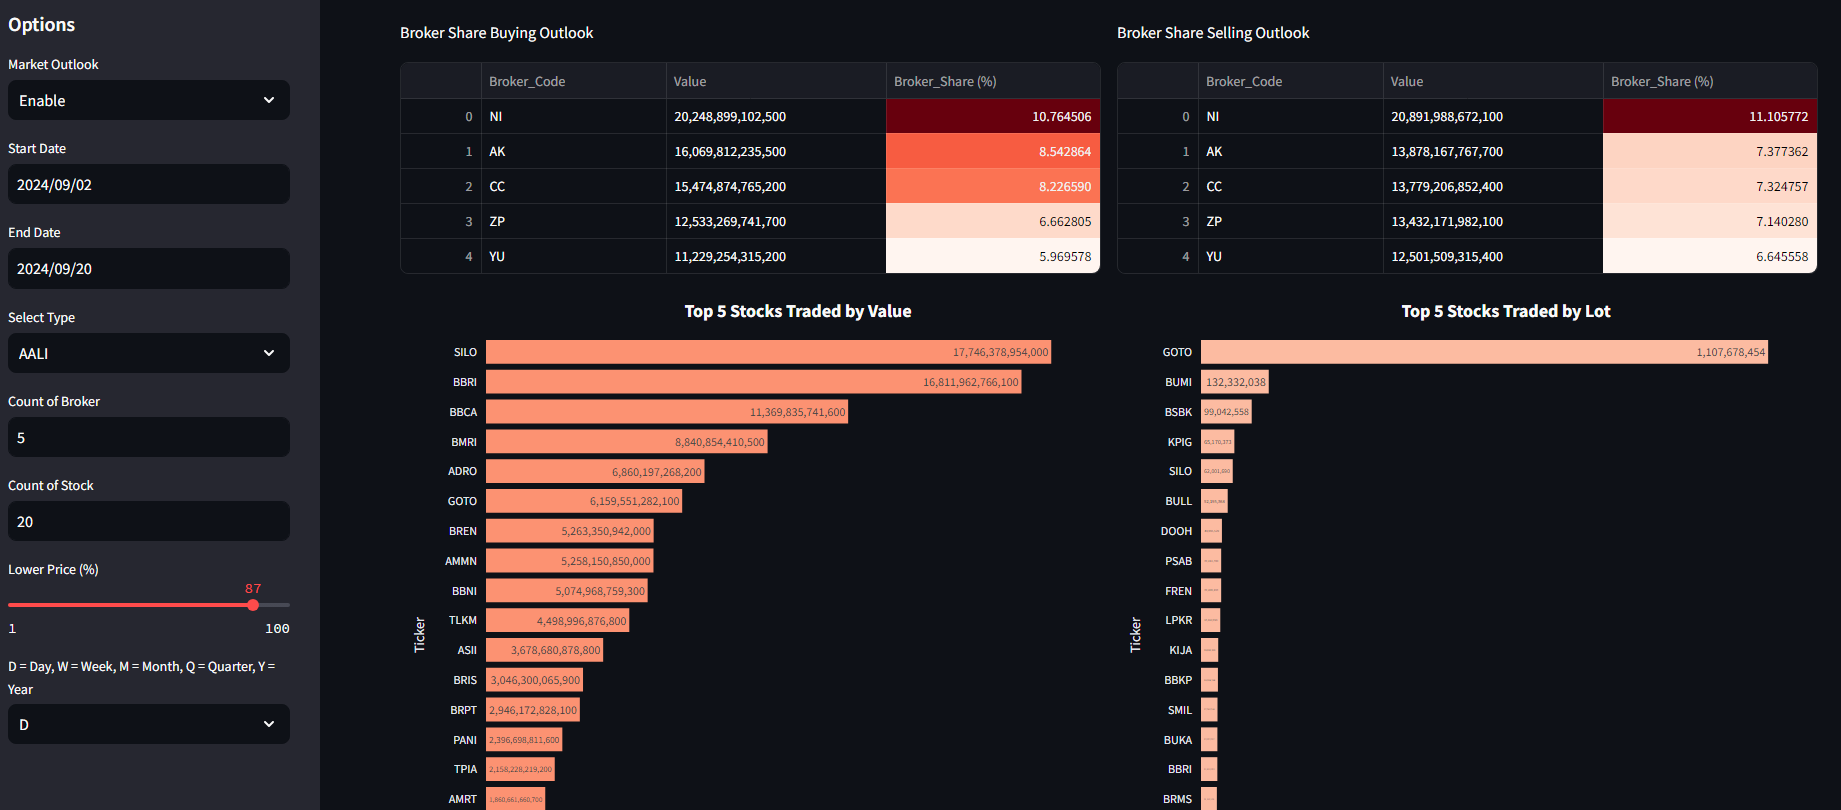 Options
Market Outlook
Enable
Start Date
2024/09/02
End Date
2024/09/20
Select Type
AALI
Count of Broker
5
Count of Stock
20
Lower Price (%)
87
1 100
D = Day, W = Week, M = Month, Q = Quarter, Y =
Year
D
Broker Share Buying Outlook
Broker_Code Value Broker_Share (%)
0 NI 20,248,899,102,500 10.764506
1 AK 16,069,812,235,500 8.542864
2 CC 15,474,874,765,200 8.226590
3 ZP 12,533,269,741,700 6.662805
4 YU 11,229,254,315,200 5.969578
Broker Share Selling Outlook
Broker_Code Value Broker_Share (%)
0 NI 20,891,988,672,100 11.105772
1 AK 13,878,167,767,700 7.377362
2 CC 13,779,206,852,400 7.324757
3 ZP 13,432,171,982,100 7.140280
4 YU 12,501,509,315,400 6.645558
Top 5 Stocks Traded by Value
SILO 17,746,378,954,000
BBRI 16,811,962,766,100
BBCA 11,369,835,741,600
BMRI 8,840,854,410,500
ADRO 6,860,197,268,200
GOTO 6,159,551,282,100
BREN 5,263,350,942,000
AMMN 5,258,150,850,000
BBNI 5,074,968,759,300
TLKM 4,498,996,876,800
ASII 3,678,680,878,800
BRIS 3,046,300,065,900
BRPT 2,946,172,828,100
PANI 2,396,698,811,600
TPIA 2,158,228,219,200
AMRT 1,860,661,660,700
Ticker
Top 5 Stocks Traded by Lot
GOTO 1,107,678,454
BUMI 132,332,038
BSBK 99,042,558
KPIG
SILO
BULL
DOOH
PSAB
FREN
LPKR
KIJA
BBKP
SMIL
BUKA
BBRI
BRMS
Ticker